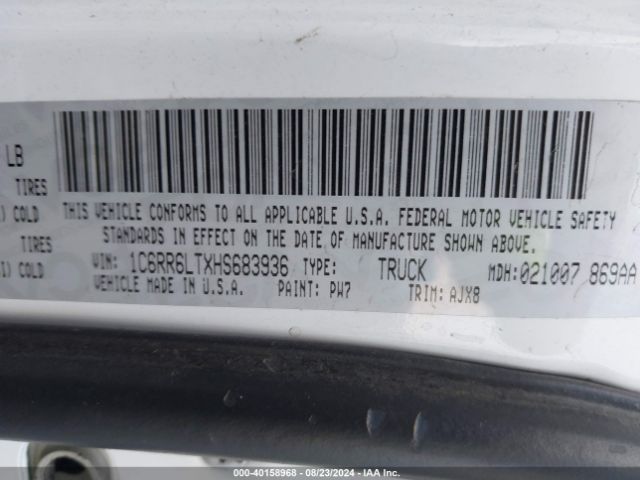 LB
TIRES
) COLD
TIRES
I) COLD
THIS VEHICLE CONFORMS TO ALL APPLICABLE U.S.A. FEDERAL MOTOR VEHICLE SAFETY
STANDARDS IN EFFECT ON THE DATE OF MANUFACTURE SHOWN ABOVE.
VIN: 1C6RR6LTXHS683936 TYPE: TRUCK MDH:021007 869AA
VEHICLE MADE IN U.S.A. PAINT: PW7 TRIM: AJX8
000-40158968 - 08/23/2024 - IAA Inc.